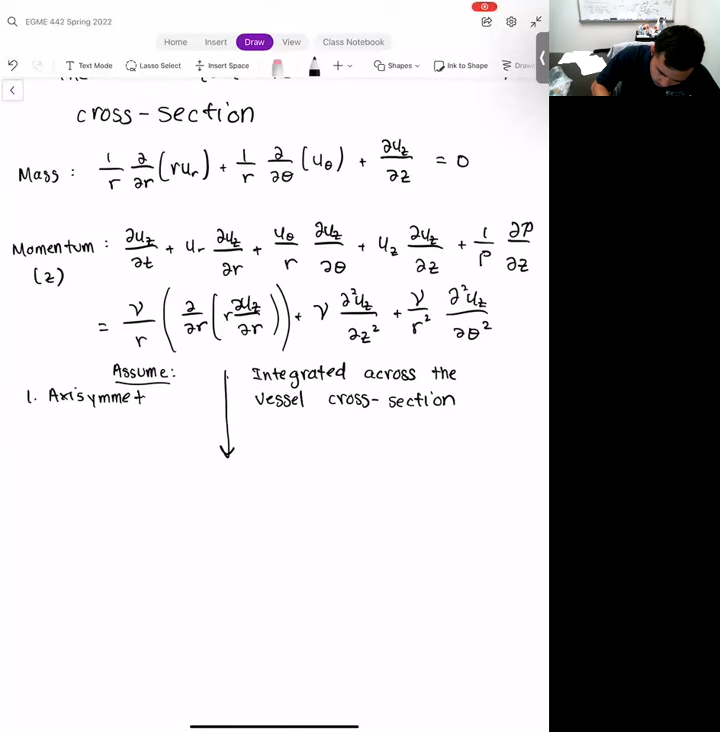 EGME 442 Spring 2022
Home Insert Draw View Class Notebook
Text Mode Lasso Select Insert Space Shapes Ink to Shape Draw
cross-section
Mass : 1/r ∂/∂r (ru_r) + 1/r ∂/∂θ (u_θ) + ∂u_z/∂z = 0
Momentum : ∂u_z/∂t + u_r ∂u_z/∂r + u_θ/r ∂u_z/∂θ + u_z ∂u_z/∂z + 1/ρ ∂P/∂z
(z)
= ν/r (∂/∂r (r ∂u_z/∂r)) + ν ∂²u_z/∂z² + ν/r² ∂²u_z/∂θ²
Assume:
1. Axisymmet
Integrated across the
vessel cross-section